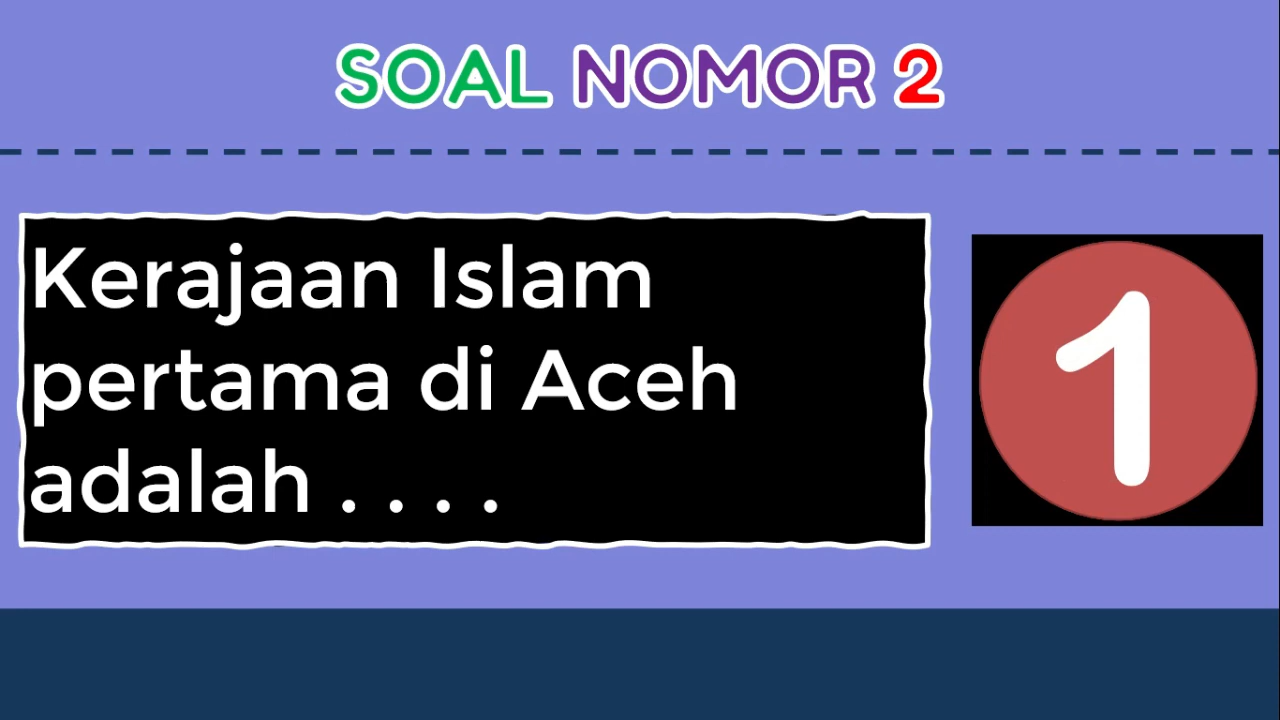 SOAL NOMOR 2
Kerajaan Islam
pertama di Aceh
adalah . . . .
1